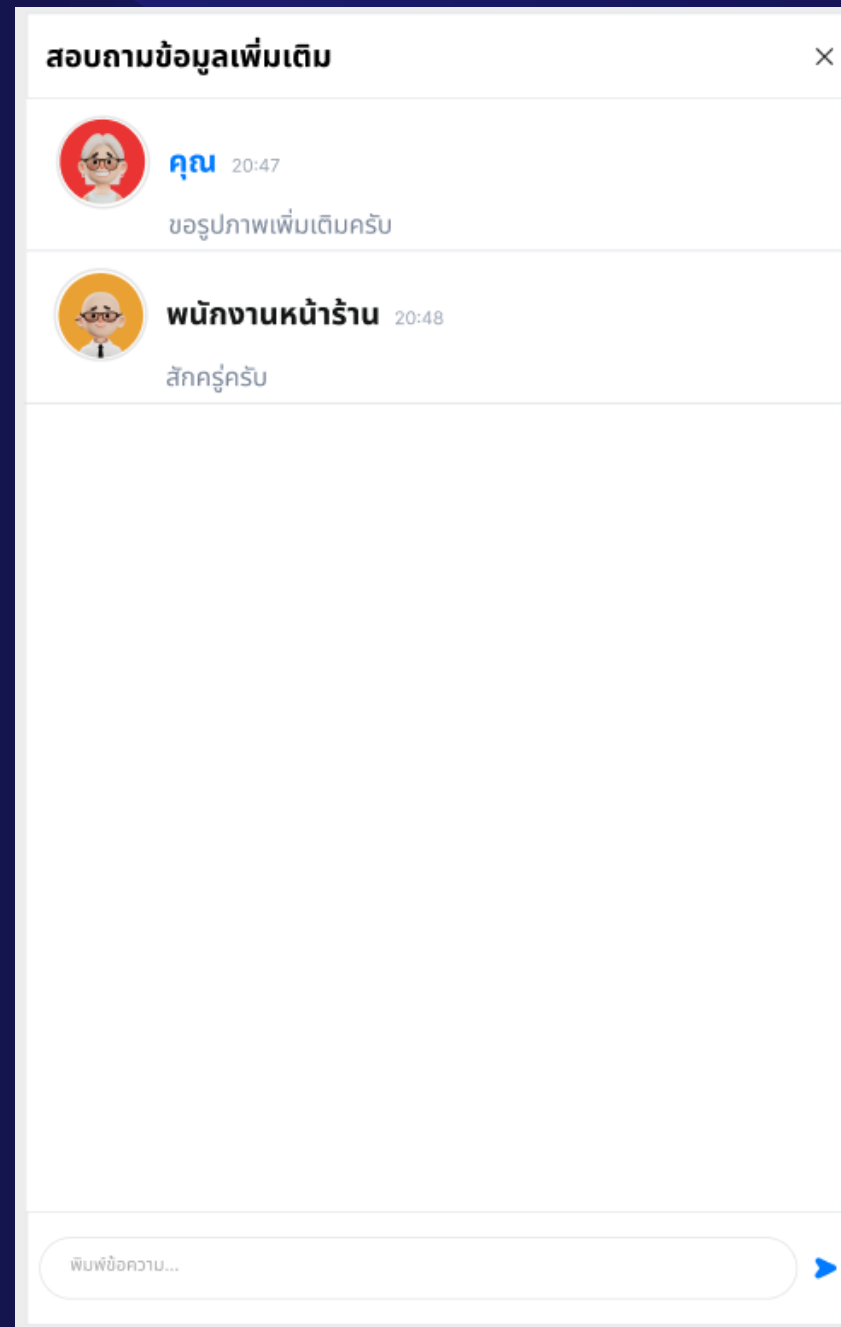 สอบถามข้อมูลเพิ่มเติม
คุณ 20:47
ขอรูปภาพเพิ่มเติมครับ
พนักงานหน้าร้าน 20:48
สักครู่ครับ
พิมพ์ข้อความ...